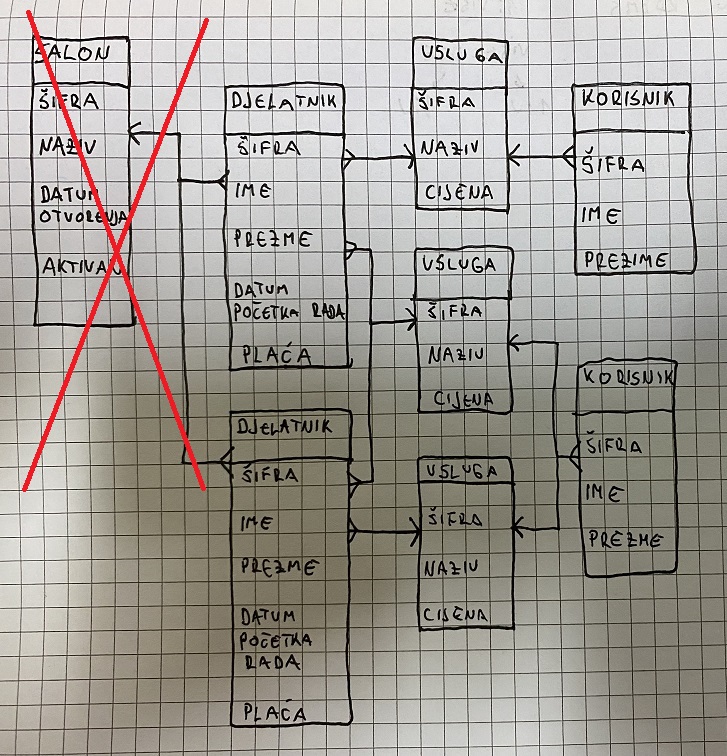 SALON
ŠIFRA
NAZIV
DATUM
OTVORENJA
AKTIVAN
DJELATNIK
ŠIFRA
IME
PREZME
DATUM
POČETKA RADA
PLAĆA
DJELATNIK
ŠIFRA
IME
PREZME
DATUM
POČETKA
RADA
PLAĆA
USLUGA
ŠIFRA
NAZIV
CIJENA
USLUGA
ŠIFRA
NAZIV
CIJENA
USLUGA
ŠIFRA
NAZIV
CIJENA
KORISNIK
ŠIFRA
IME
PREZIME
KORISNIK
ŠIFRA
IME
PREZME